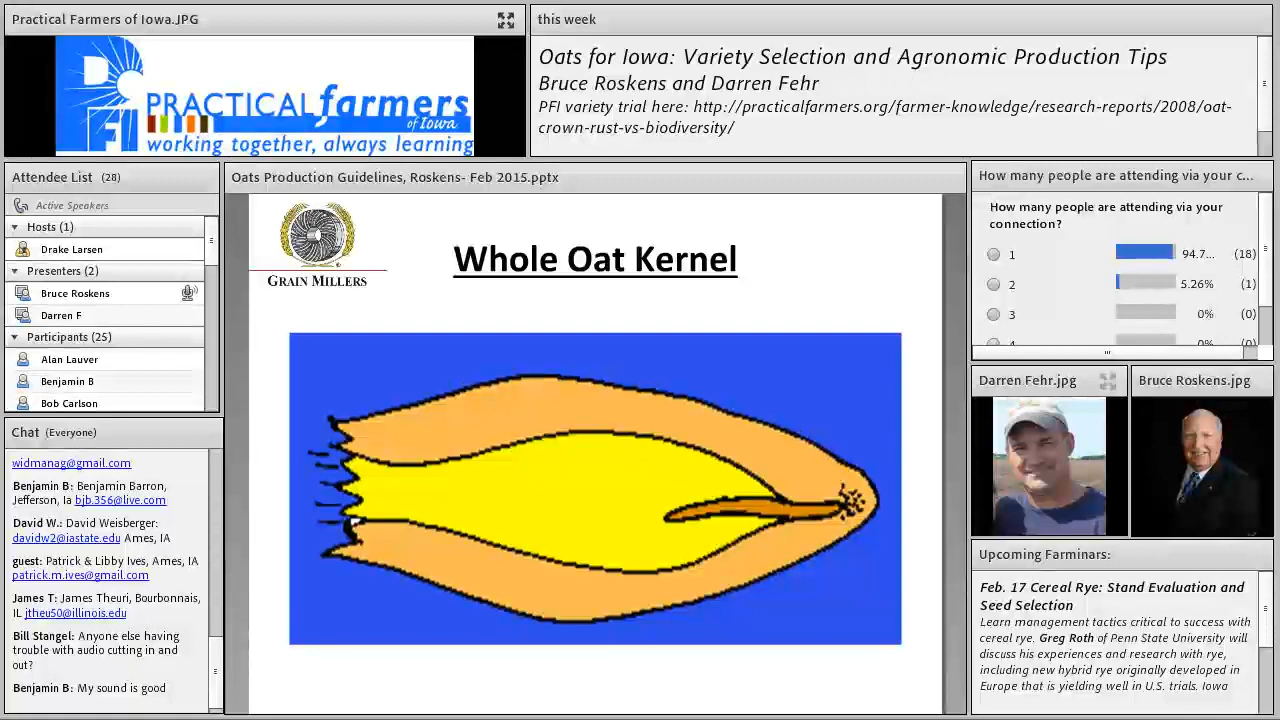 Practical Farmers of Iowa.JPG
PFI
PRACTICAL farmers
of Iowa
working together, always learning
this week
Oats for Iowa: Variety Selection and Agronomic Production Tips
Bruce Roskens and Darren Fehr
PFI variety trial here: http://practicalfarmers.org/farmer-knowledge/research-reports/2008/oat-
crown-rust-vs-biodiversity/
Attendee List (28)
Active Speakers
Hosts (1)
Drake Larsen
Presenters (2)
Bruce Roskens
Darren F
Participants (25)
Alan Lauver
Benjamin B
Bob Carlson
Chat (Everyone)
widmanag@gmail.com
Benjamin B: Benjamin Barron,
Jefferson, Ia bjb.356@live.com
David W.: David Weisberger:
davidw2@iastate.edu Ames, IA
guest: Patrick & Libby Ives, Ames, IA
patrick.m.ives@gmail.com
James T: James Theuri, Bourbonnais,
IL jtheu50@illinois.edu
Bill Stangel: Anyone else having
trouble with audio cutting in and
out?
Benjamin B: My sound is good
Oats Production Guidelines, Roskens- Feb 2015.pptx
GRAIN MILLERS
Whole Oat Kernel
How many people are attending via your c...
How many people are attending via your
connection?
1 94.7... (18)
2 5.26% (1)
3 0% (0)
4 0% (0)
Darren Fehr.jpg
Bruce Roskens.jpg
Upcoming Farminars:
Feb. 17 Cereal Rye: Stand Evaluation and
Seed Selection
Learn management tactics critical to success with
cereal rye. Greg Roth of Penn State University will
discuss his experiences and research with rye,
including new hybrid rye originally developed in
Europe that is yielding well in U.S. trials. Iowa